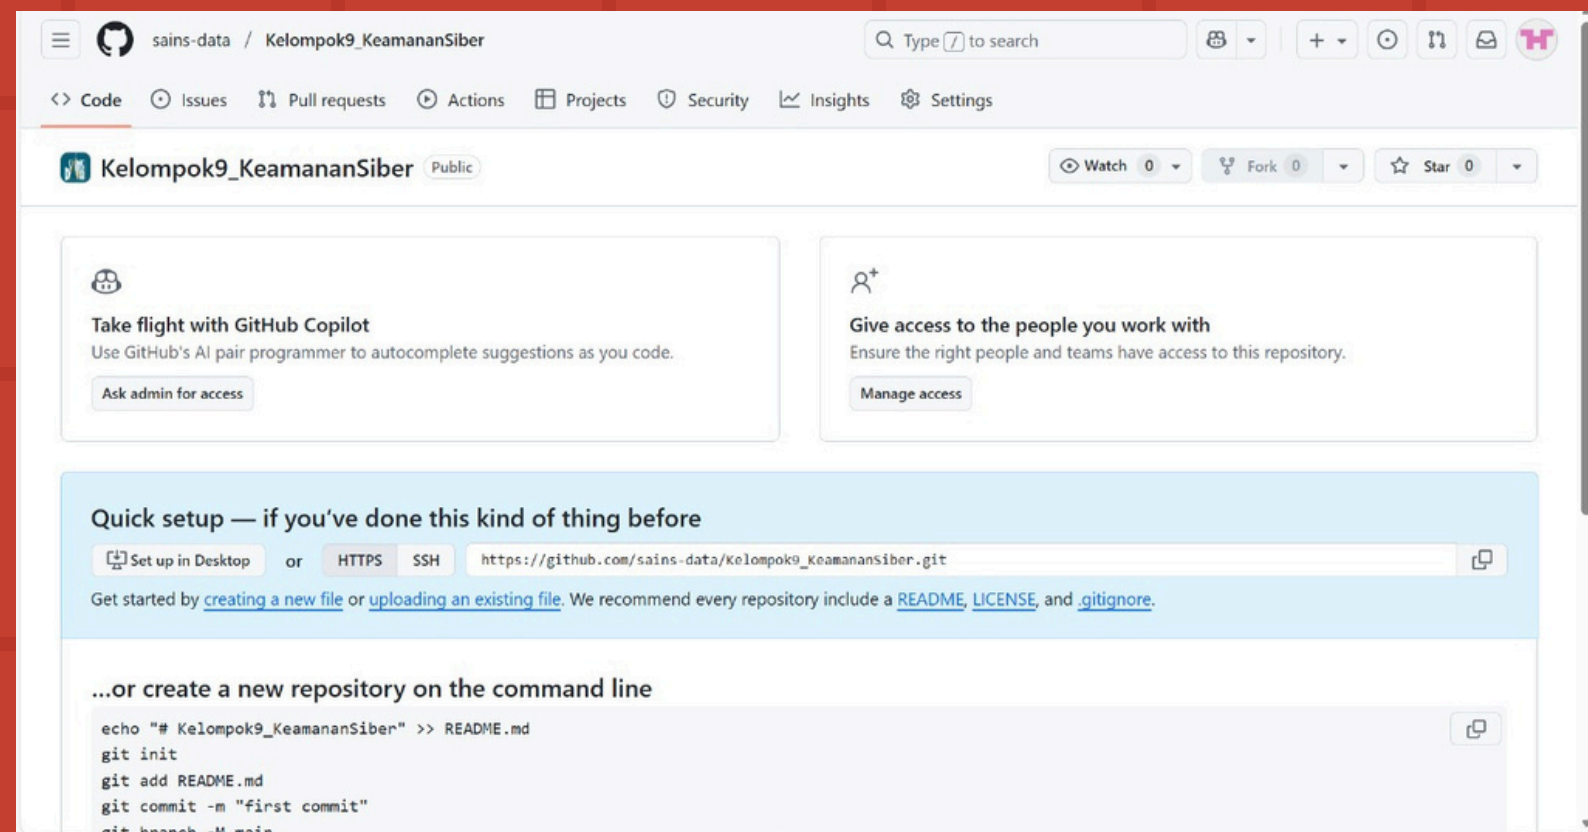 sains-data / Kelompok9_KeamananSiber
Type / to search
Code Issues Pull requests Actions Projects Security Insights Settings
Kelompok9_KeamananSiber Public
Watch 0 Fork 0 Star 0
Take flight with GitHub Copilot
Use GitHub's AI pair programmer to autocomplete suggestions as you code.
Ask admin for access
Give access to the people you work with
Ensure the right people and teams have access to this repository.
Manage access
Quick setup — if you've done this kind of thing before
Set up in Desktop or HTTPS SSH https://github.com/sains-data/Kelompok9_KeamananSiber.git
Get started by creating a new file or uploading an existing file. We recommend every repository include a README, LICENSE, and .gitignore.
...or create a new repository on the command line
echo "# Kelompok9_KeamananSiber" >> README.md
git init
git add README.md
git commit -m "first commit"
git branch -M main